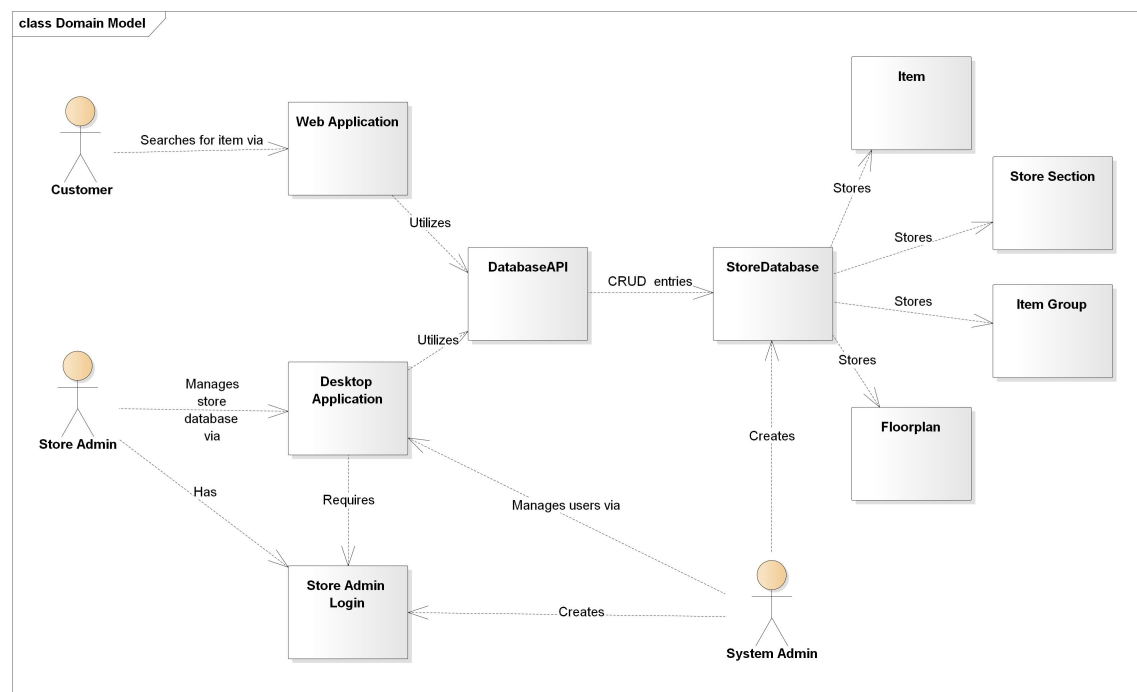 class Domain Model
Item
Web Application
Searches for item via
Customer
Store Section
Stores
Utilizes
Stores
DatabaseAPI
StoreDatabase
CRUD  entries
Stores
Item Group
Utilizes
Stores
Desktop
Application
Manages
store
database
via
Store Admin
Floorplan
Creates
Has
Requires
Manages users via
Store Admin
Login
Creates
System Admin